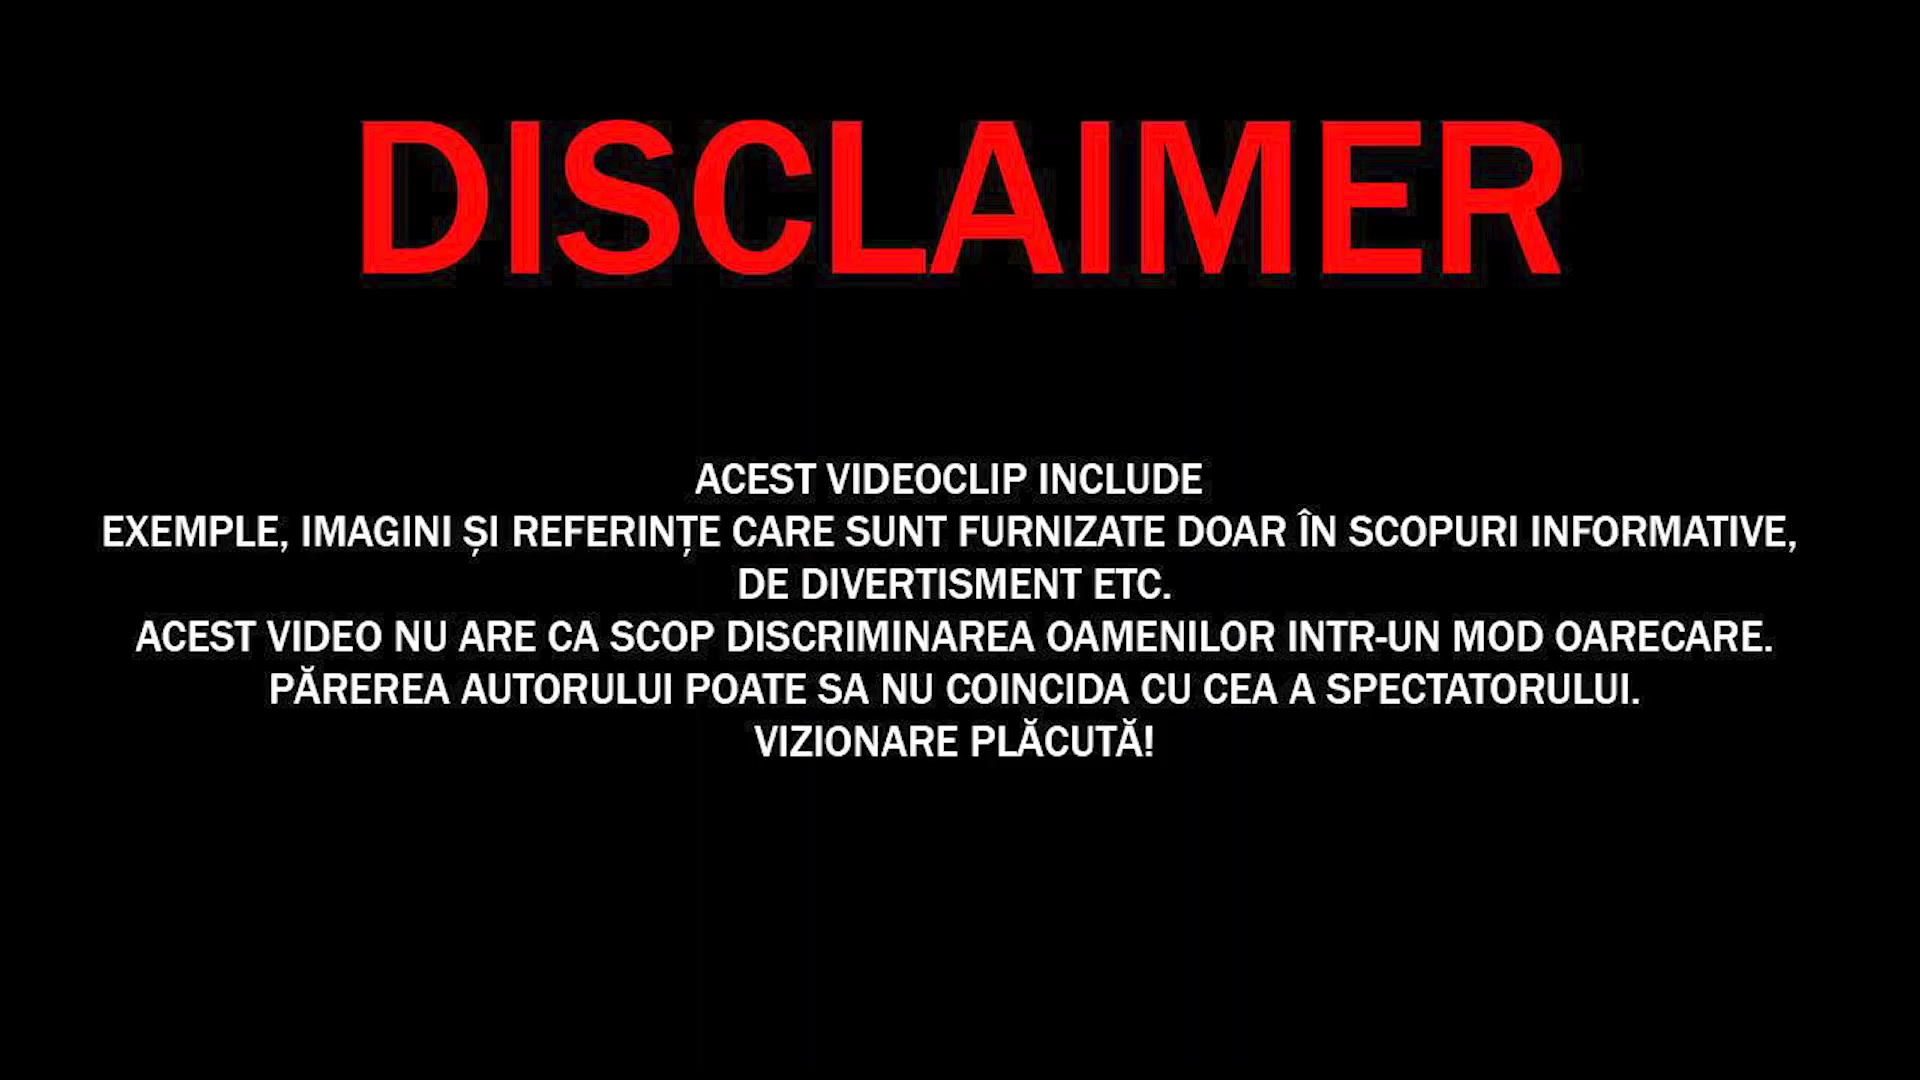 DISCLAIMER
ACEST VIDEOCLIP INCLUDE
EXEMPLE, IMAGINI ȘI REFERINȚE CARE SUNT FURNIZATE DOAR ÎN SCOPURI INFORMATIVE,
DE DIVERTISMENT ETC.
ACEST VIDEO NU ARE CA SCOP DISCRIMINAREA OAMENILOR INTR-UN MOD OARECARE.
PĂREREA AUTORULUI POATE SA NU COINCIDA CU CEA A SPECTATORULUI.
VIZIONARE PLĂCUTĂ!